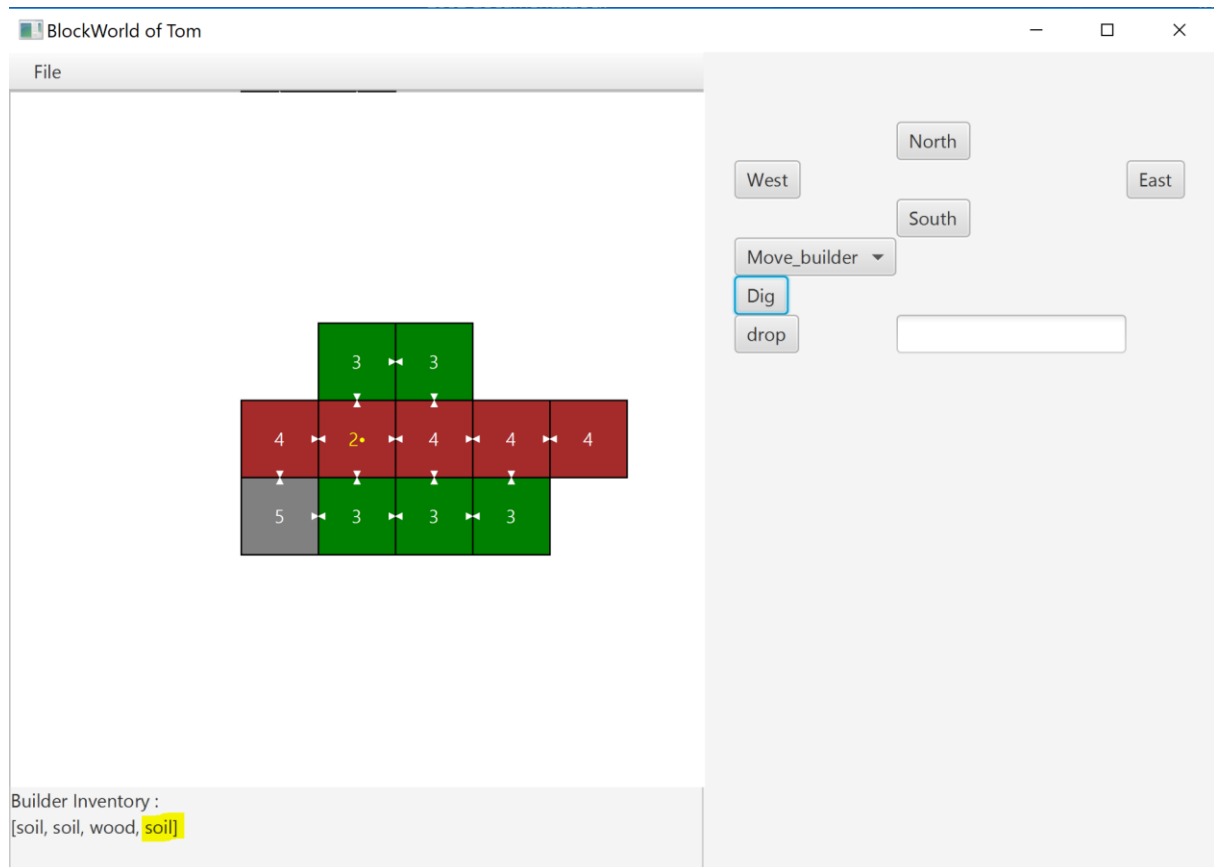 BlockWorld of Tom
File
North
West East
South
Move_builder
Dig
drop
3 3
4 2• 4 4 4
5 3 3 3
Builder Inventory :
[soil, soil, wood, soil]